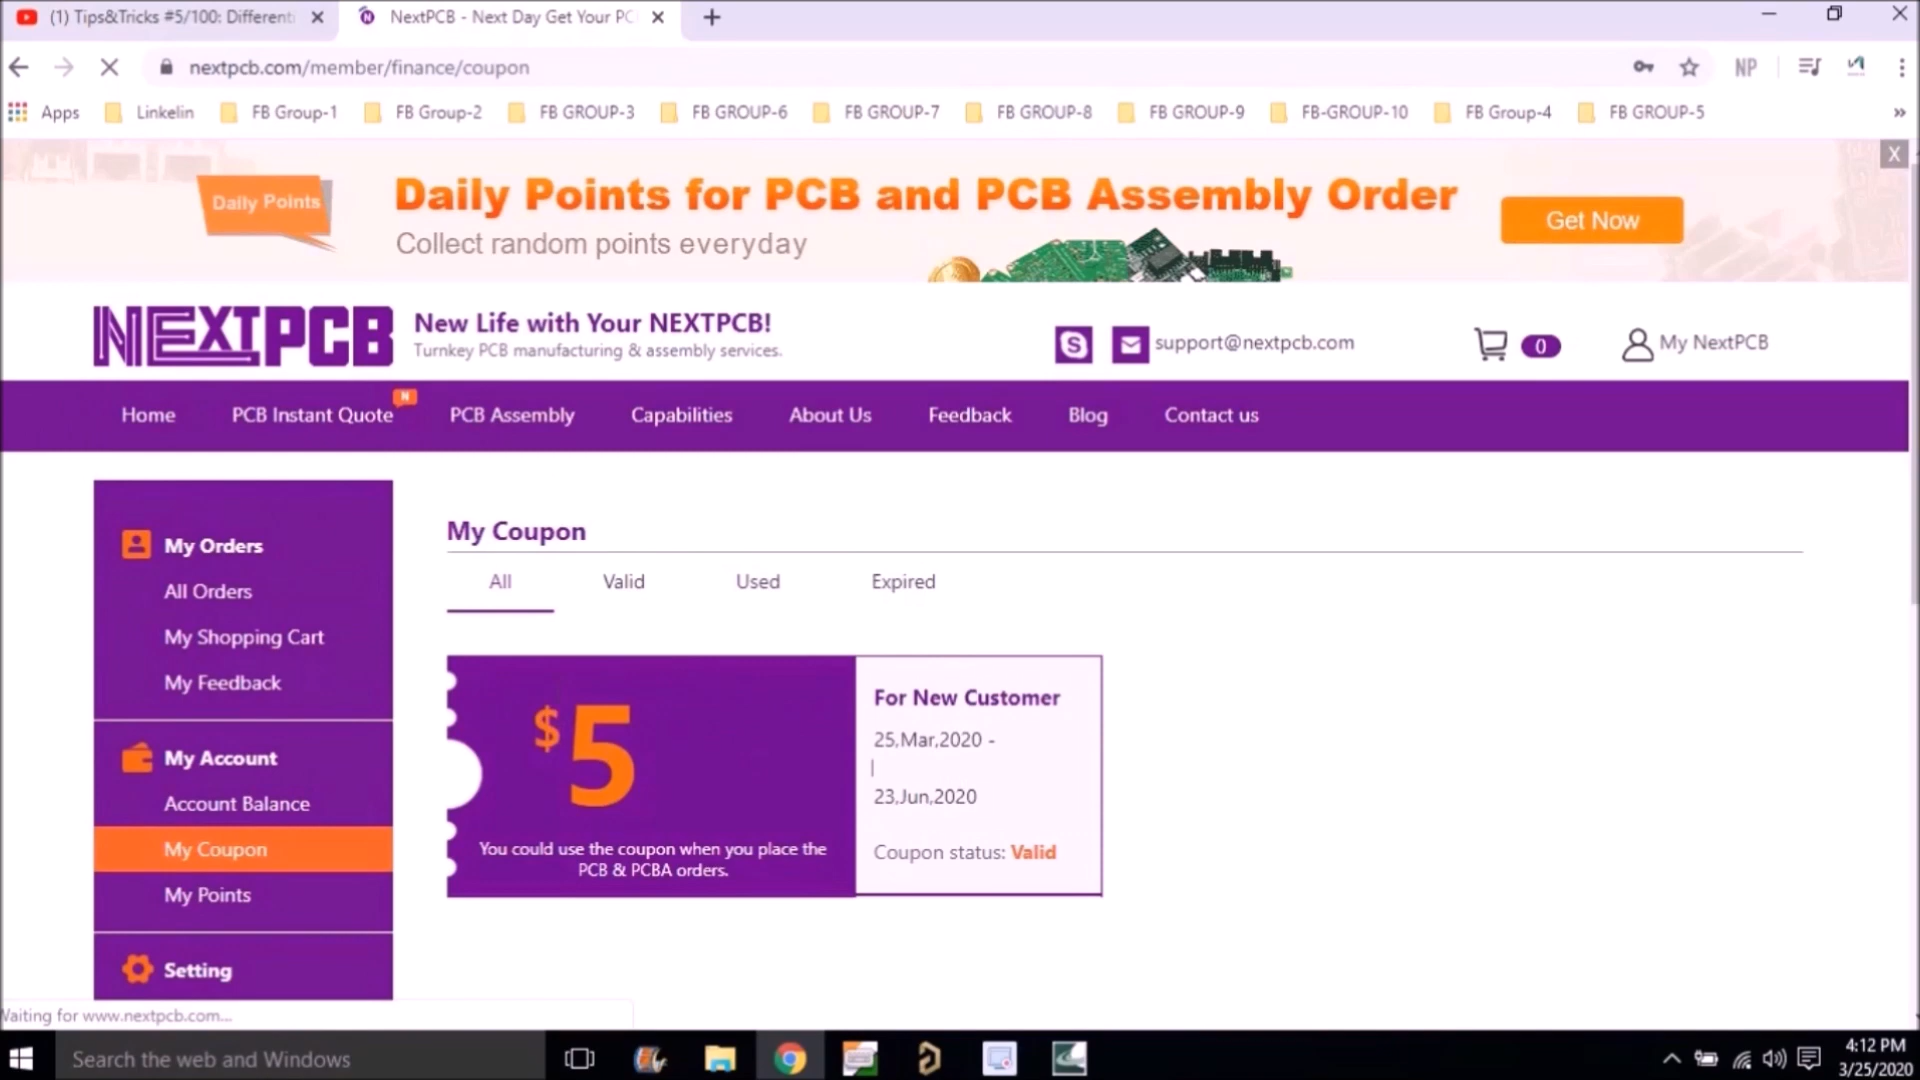 (1) Tips&Tricks #5/100: Different
NextPCB - Next Day Get Your PC
nextpcb.com/member/finance/coupon
NP
Apps
Linkelin
FB Group-1
FB Group-2
FB GROUP-3
FB GROUP-6
FB GROUP-7
FB GROUP-8
FB GROUP-9
FB-GROUP-10
FB Group-4
FB GROUP-5
»
Daily Points
Daily Points for PCB and PCB Assembly Order
Collect random points everyday
Get Now
X
NEXTPCB
New Life with Your NEXTPCB!
Turnkey PCB manufacturing & assembly services.
support@nextpcb.com
0
My NextPCB
Home
PCB Instant Quote
N
PCB Assembly
Capabilities
About Us
Feedback
Blog
Contact us
My Orders
All Orders
My Shopping Cart
My Feedback
My Account
Account Balance
My Coupon
My Points
Setting
My Coupon
All
Valid
Used
Expired
$5
You could use the coupon when you place the
PCB & PCBA orders.
For New Customer
25,Mar,2020 -
|
23,Jun,2020
Coupon status: Valid
Waiting for www.nextpcb.com...
Search the web and Windows
4:12 PM
3/25/2020